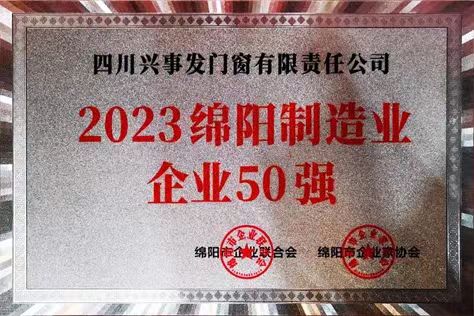 四川兴事发门窗有限责任公司
2023绵阳制造业
企业50强
绵阳市企业联合会 绵阳市企业家协会